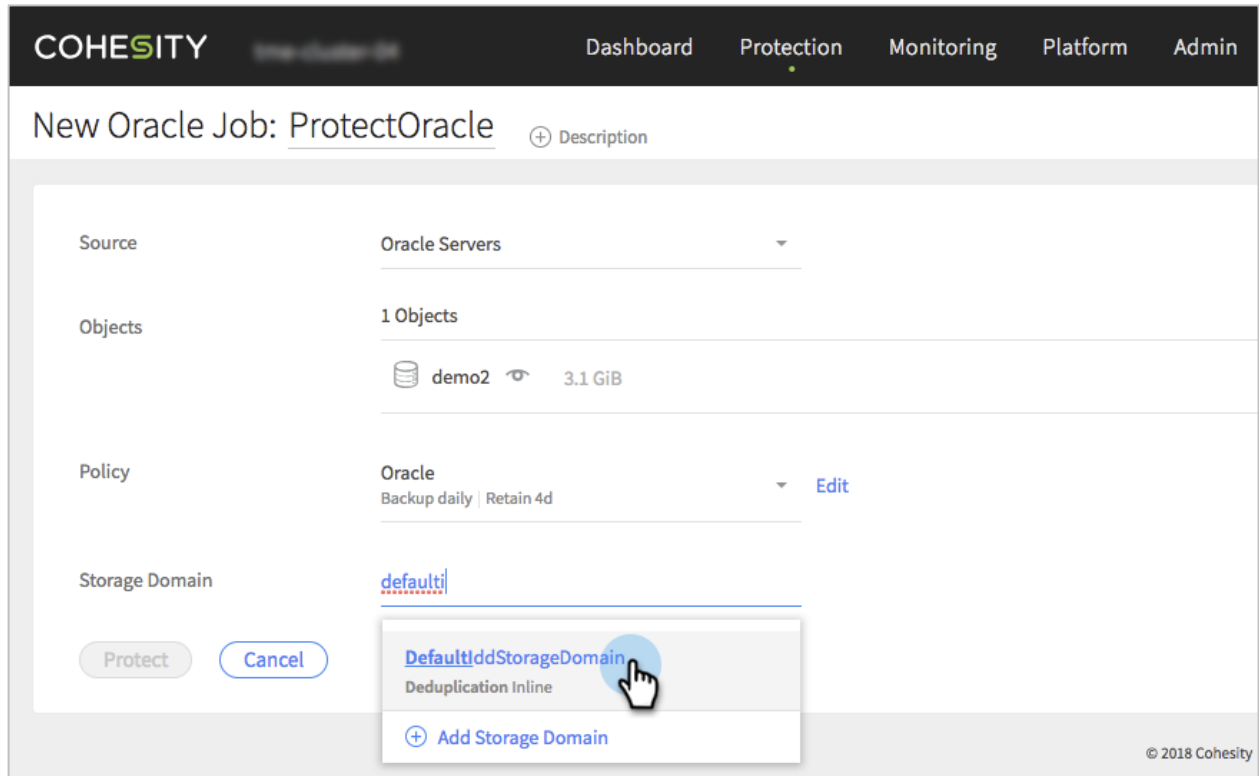 COHESITY Dashboard Protection Monitoring Platform Admin
New Oracle Job: ProtectOracle Description
Source Oracle Servers
Objects 1 Objects
demo2 3.1 GiB
Policy Oracle Edit
Backup daily | Retain 4d
Storage Domain defaulti
Protect Cancel DefaultIddStorageDomain
Deduplication Inline
Add Storage Domain
© 2018 Cohesity